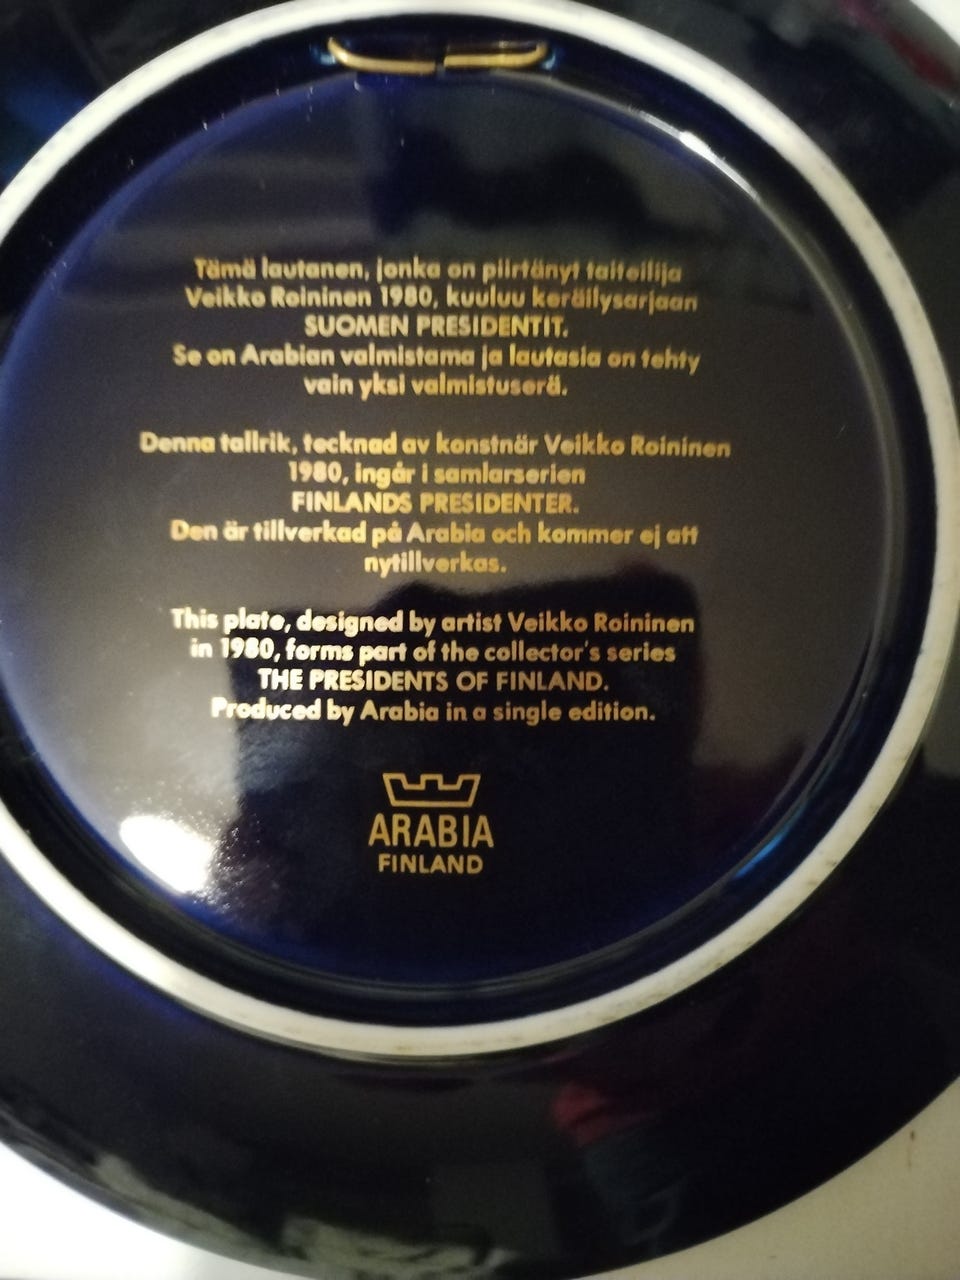 Tämä lautanen, jonka on piirtänyt taiteilija
Veikko Roininen 1980, kuuluu keräilysarjaan
SUOMEN PRESIDENTIT.
Se on Arabian valmistama ja lautasia on tehty
vain yksi valmistuserä.
Denna tallrik, tecknad av konstnär Veikko Roininen
1980, ingår i samlarserien
FINLANDS PRESIDENTER.
Den är tillverkad på Arabia och kommer ej att
nytillverkas.
This plate, designed by artist Veikko Roininen
in 1980, forms part of the collector's series
THE PRESIDENTS OF FINLAND.
Produced by Arabia in a single edition.
ARABIA
FINLAND